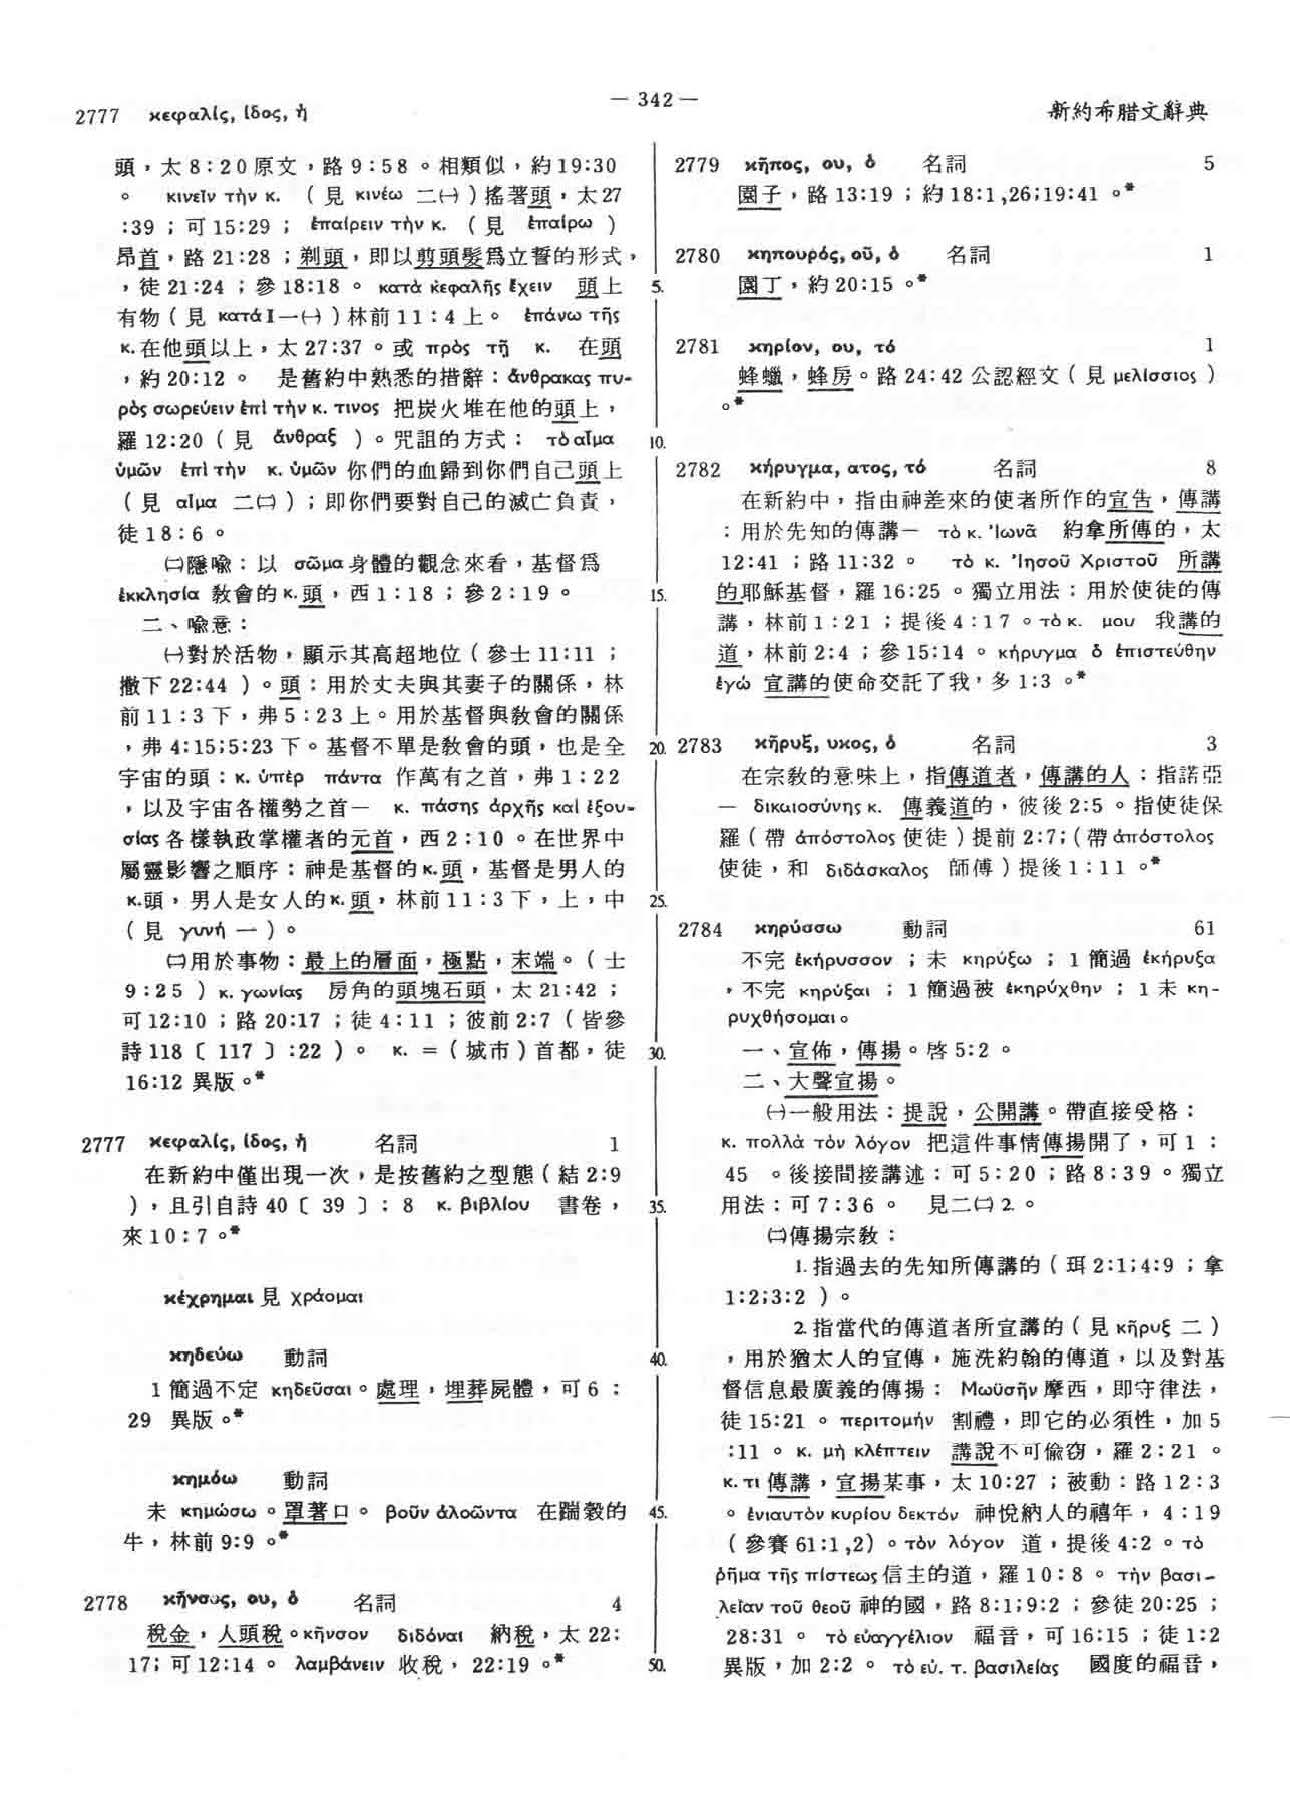 2777 κεφαλίς, ίδος, ἡ
— 342 —
新約希腊文辭典
頭，太 8:20原文，路 9:58 。相類似，約19:30
。 κινεῖν τὴν κ. （見 κινέω 二㈠）搖著頭，太27
:39 ；可15:29 ； ἐπαίρειν τὴν κ. （見 ἐπαίρω ）
昂首，路 21:28 ；剃頭，即以剪頭髮爲立誓的形式，
，徒 21:24 ；參 18:18 。 κατὰ κεφαλῆς ἔχειν 頭上
有物（見 κατά I 一㈠）林前11：4上。 ἐπάνω τῆς
κ.在他頭以上，太 27:37 。或 πρὸς τῇ κ. 在頭
，約20:12 。 是舊約中熟悉的措辭：ἄνθρακας πυ-
ρὸς σωρεύειν ἐπὶ τὴν κ. τινος 把炭火堆在他的頭上，
羅 12:20（見 ἄνθραξ ）。咒詛的方式： τὸ αἷμα
ὑμῶν ἐπὶ τὴν κ. ὑμῶν 你們的血歸到你們自己頭上
（見 αἷμα 二㈡）；即你們要對自己的滅亡負責，
徒18：6 。
㈡隱喻：以 σῶμα 身體的觀念來看，基督爲
ἐκκλησία 敎會的κ.頭，西 1：18 ；參 2：19 。
二、喻意：
㈠對於活物，顯示其高超地位（參士 11:11 ；
撒下 22:44 ）。頭：用於丈夫與其妻子的關係，林
前11：3下，弗5：23上。用於基督與敎會的關係
，弗 4:15;5:23 下。基督不單是敎會的頭，也是全
宇宙的頭：κ. ὑπὲρ πάντα 作萬有之首，弗 1：22
，以及宇宙各權勢之首— κ. πάσης ἀρχῆς καὶ ἐξου-
σίας 各樣執政掌權者的元首，西 2：10 。在世界中
屬靈影響之順序：神是基督的κ.頭，基督是男人的
κ.頭，男人是女人的κ.頭，林前11：3下，上，中
（見 γυνή 一）。
㈡用於事物：最上的層面，極點，末端。（士
9：25 ）κ. γωνίας 房角的頭塊石頭，太 21:42 ；
可12:10 ；路 20:17 ；徒 4：11 ；彼前 2:7（皆參
詩118〔 117 〕:22 ）。 κ. =（城市）首都，徒
16:12 異版。*
2777 κεφαλίς, ίδος, ἡ 名詞 1
在新約中僅出現一次，是按舊約之型態（結 2:9
），且引自詩 40〔 39 〕：8 κ. βιβλίου 書卷，
來10：7 。*
κέχρημαι 見 χράομαι
κηδεύω 動詞
1 簡過不定 κηδεῦσαι 。處理，埋葬屍體，可6：
29 異版。*
κημόω 動詞
未 κημώσω 。罩著口。 βοῦν ἀλοῶντα 在踹穀的
牛，林前 9:9 。*
2778 κῆνσος, ου, ὁ 名詞 4
稅金，人頭稅。κῆνσον διδόναι 納稅，太 22:
17; 可12:14 。 λαμβάνειν 收稅，22:19 。*
5.
10.
15.
20.
25.
30.
35.
40.
45.
50.
2779 κῆπος, ου, ὁ 名詞 5
園子，路 13:19 ；約 18:1,26;19:41 。*
2780 κηπουρός, οῦ, ὁ 名詞 1
園丁，約 20:15 。*
2781 κηρίον, ου, τό 1
蜂蠟，蜂房。路 24:42 公認經文（見 μελίσσιος ）
。*
2782 κήρυγμα, ατος, τό 名詞 8
在新約中，指由神差來的使者所作的宣告，傳講
：用於先知的傳講— τὸ κ. Ἰωνᾶ 約拿所傳的，太
12:41 ；路 11:32 。 τὸ κ. Ἰησοῦ Χριστοῦ 所講
的耶穌基督，羅 16:25 。獨立用法：用於使徒的傳
講，林前 1：21 ；提後 4：17 。τὸ κ. μου 我講的
道，林前 2:4 ；參15:14 。κήρυγμα ὃ ἐπιστεύθην
ἐγώ 宣講的使命交託了我，多 1:3 。*
2783 κῆρυξ, υκος, ὁ 名詞 3
在宗敎的意味上，指傳道者，傳講的人：指諾亞
— δικαιοσύνης κ. 傳義道的，彼後 2:5 。指使徒保
羅（帶 ἀπόστολος 使徒）提前 2:7;（帶 ἀπόστολος
使徒，和 διδάσκαλος 師傅）提後 1：11 。*
2784 κηρύσσω 動詞 61
不完 ἐκήρυσσον ；未 κηρύξω ；1 簡過 ἐκήρυξα
，不完 κηρύξαι ；1 簡過被 ἐκηρύχθην ；1 未 κη-
ρυχθήσομαι 。
一、宣佈，傳揚。啓 5:2 。
二、大聲宣揚。
㈠一般用法：提說，公開講。帶直接受格：
κ. πολλὰ τὸν λόγον 把這件事情傳揚開了，可1：
45 。後接間接講述：可 5：20 ；路 8：39 。獨立
用法：可 7：36 。 見二㈡ 2. 。
㈡傳揚宗敎：
1. 指過去的先知所傳講的（珥 2:1;4:9 ；拿
1:2;3:2 ）。
2. 指當代的傳道者所宣講的（見 κῆρυξ 二）
，用於猶太人的宣傳，施洗約翰的傳道，以及對基
督信息最廣義的傳揚： Μωϋσῆν 摩西，即守律法，
徒 15:21 。 περιτομήν 割禮，即它的必須性，加 5
:11 。κ. μὴ κλέπτειν 講說不可偷窃，羅 2：21 。
κ. τι 傳講，宣揚某事，太 10:27 ；被動：路 12：3
。ἐνιαυτὸν κυρίου δεκτόν 神悅納人的禧年，4：19
（參賽 61:1,2）。τὸν λόγον 道，提後 4:2 。τὸ
ῥῆμα τῆς πίστεως 信主的道，羅 10：8 。τὴν βασι-
λείαν τοῦ θεοῦ 神的國，路 8:1;9:2 ；參徒 20:25 ；
28:31 。 τὸ εὐαγγέλιον 福音，可 16:15 ；徒 1:2
異版，加 2:2 。 τὸ εὐ. τ. βασιλείας 國度的福音，